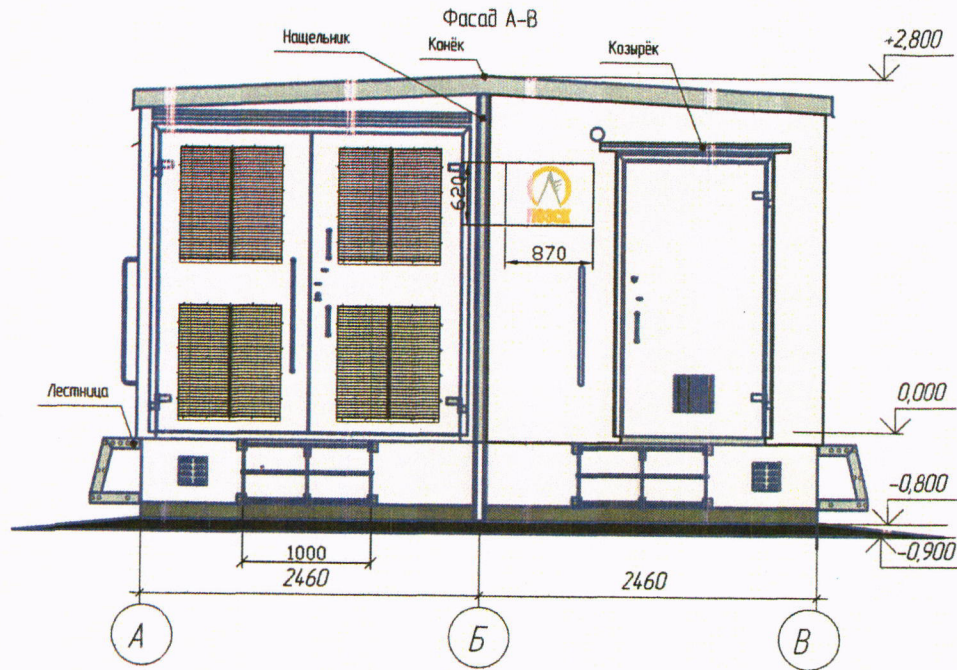 Фасад А-В
Нащельник
Конёк
Козырёк
+2,800
620
870
Лестница
0,000
-0,800
-0,900
1000
2460
2460
А
Б
В